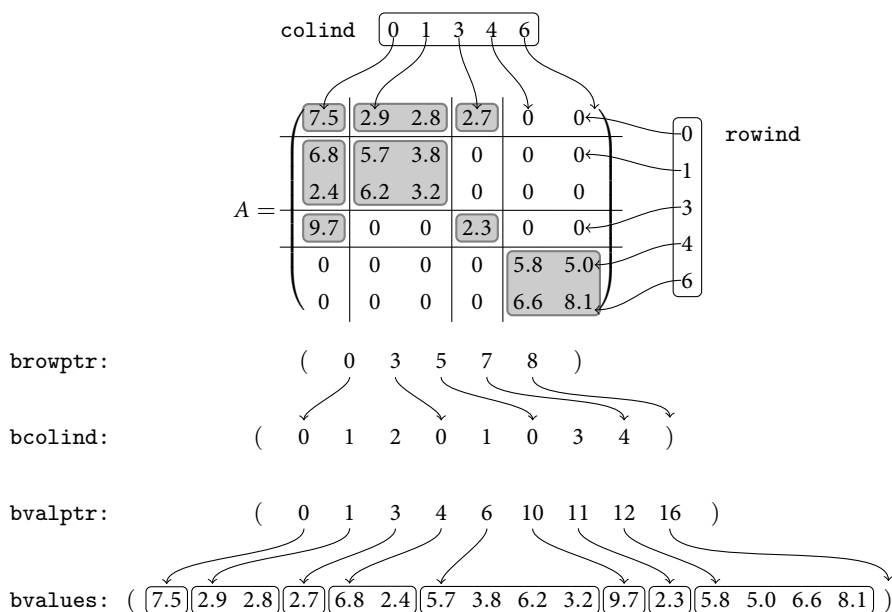 colind 0 1 3 4 6
7.5 2.9 2.8 2.7 0 0 0 rowind
6.8 5.7 3.8 0 0 0 1
2.4 6.2 3.2 0 0 0
A = 3
9.7 0 0 2.3 0 0
4
0 0 0 0 5.8 5.0
6
0 0 0 0 6.6 8.1
browptr: ( 0 3 5 7 8 )
bcolind: ( 0 1 2 0 1 0 3 4 )
bvalptr: ( 0 1 3 4 6 10 11 12 16 )
bvalues: ( 7.5 2.9 2.8 2.7 6.8 2.4 5.7 3.8 6.2 3.2 9.7 2.3 5.8 5.0 6.6 8.1 )